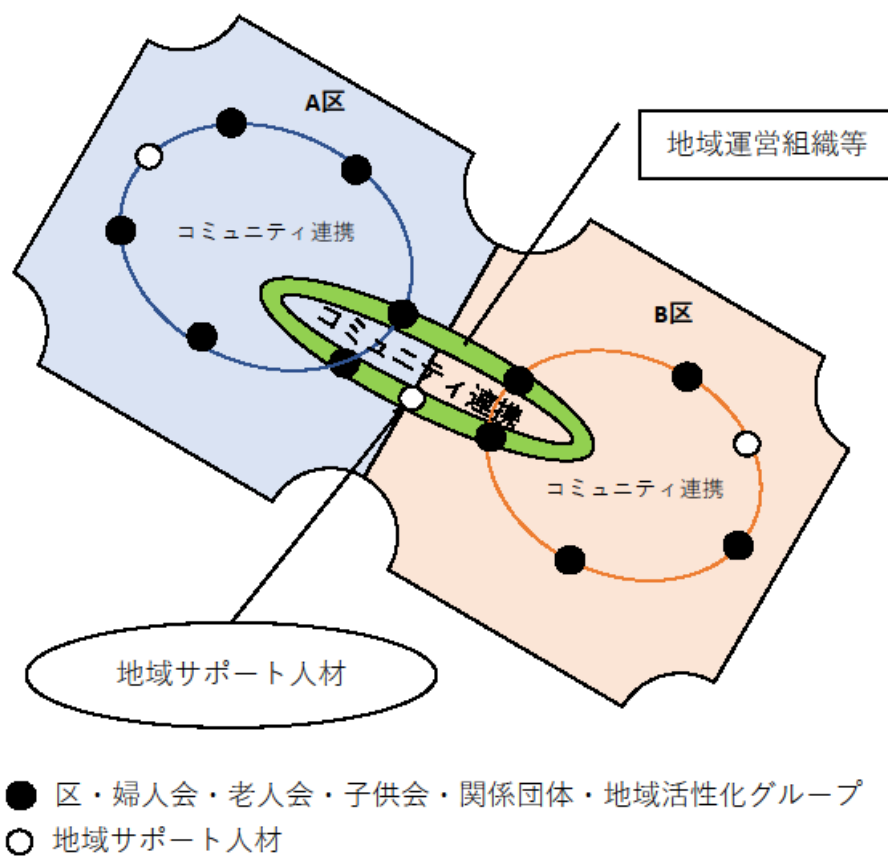 A区
地域運営組織等
コミュニティ連携
B区
コミュニティ連携
コミュニティ連携
地域サポート人材
区・婦人会・老人会・子供会・関係団体・地域活性化グループ
地域サポート人材